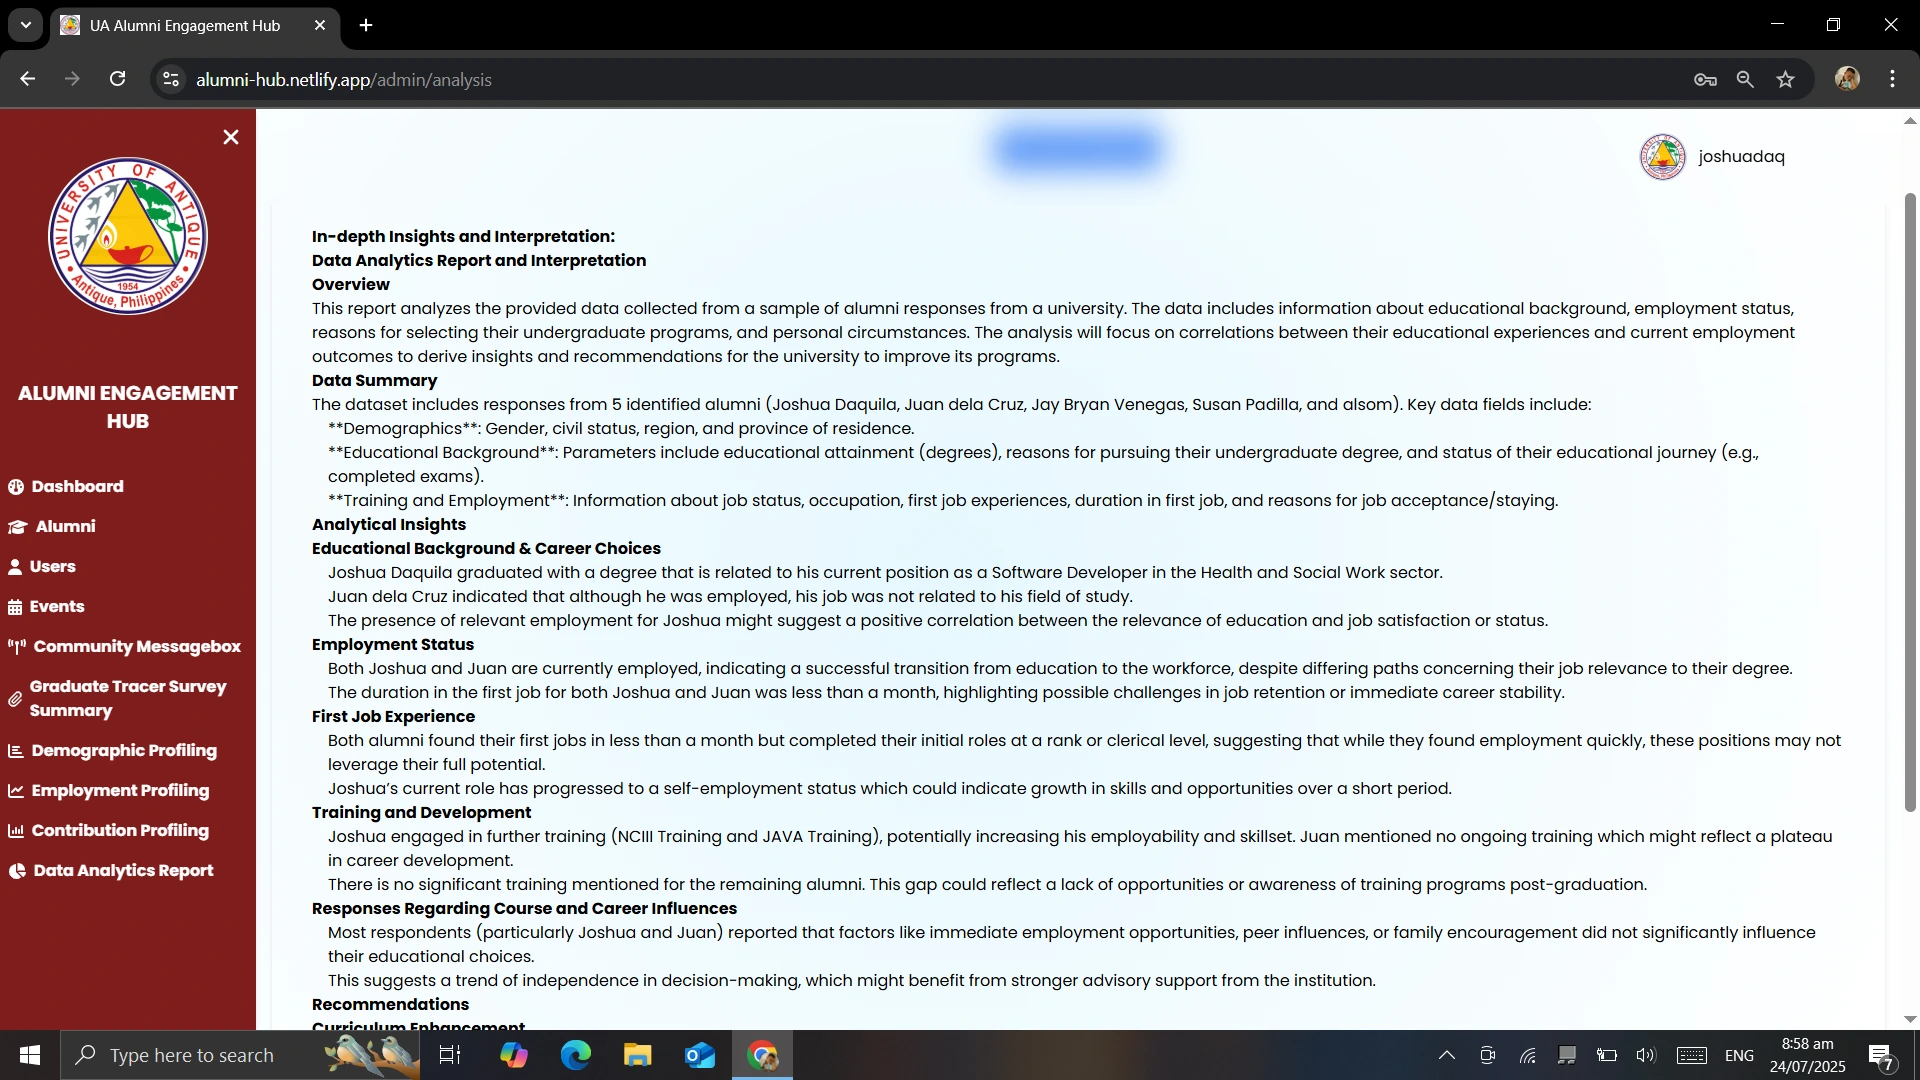 UA Alumni Engagement Hub
alumni-hub.netlify.app/admin/analysis
UNIVERSITY OF ANTIQUE
1954
Antique, Philippines
ALUMNI ENGAGEMENT
HUB
Dashboard
Alumni
Users
Events
Community Messagebox
Graduate Tracer Survey
Summary
Demographic Profiling
Employment Profiling
Contribution Profiling
Data Analytics Report
joshuadaq
In-depth Insights and Interpretation:
Data Analytics Report and Interpretation
Overview
This report analyzes the provided data collected from a sample of alumni responses from a university. The data includes information about educational background, employment status,
reasons for selecting their undergraduate programs, and personal circumstances. The analysis will focus on correlations between their educational experiences and current employment
outcomes to derive insights and recommendations for the university to improve its programs.
Data Summary
The dataset includes responses from 5 identified alumni (Joshua Daquila, Juan dela Cruz, Jay Bryan Venegas, Susan Padilla, and alsom). Key data fields include:
**Demographics**: Gender, civil status, region, and province of residence.
**Educational Background**: Parameters include educational attainment (degrees), reasons for pursuing their undergraduate degree, and status of their educational journey (e.g.,
completed exams).
**Training and Employment**: Information about job status, occupation, first job experiences, duration in first job, and reasons for job acceptance/staying.
Analytical Insights
Educational Background & Career Choices
Joshua Daquila graduated with a degree that is related to his current position as a Software Developer in the Health and Social Work sector.
Juan dela Cruz indicated that although he was employed, his job was not related to his field of study.
The presence of relevant employment for Joshua might suggest a positive correlation between the relevance of education and job satisfaction or status.
Employment Status
Both Joshua and Juan are currently employed, indicating a successful transition from education to the workforce, despite differing paths concerning their job relevance to their degree.
The duration in the first job for both Joshua and Juan was less than a month, highlighting possible challenges in job retention or immediate career stability.
First Job Experience
Both alumni found their first jobs in less than a month but completed their initial roles at a rank or clerical level, suggesting that while they found employment quickly, these positions may not
leverage their full potential.
Joshua's current role has progressed to a self-employment status which could indicate growth in skills and opportunities over a short period.
Training and Development
Joshua engaged in further training (NCIII Training and JAVA Training), potentially increasing his employability and skillset. Juan mentioned no ongoing training which might reflect a plateau
in career development.
There is no significant training mentioned for the remaining alumni. This gap could reflect a lack of opportunities or awareness of training programs post-graduation.
Responses Regarding Course and Career Influences
Most respondents (particularly Joshua and Juan) reported that factors like immediate employment opportunities, peer influences, or family encouragement did not significantly influence
their educational choices.
This suggests a trend of independence in decision-making, which might benefit from stronger advisory support from the institution.
Recommendations
Curriculum Enhancement
Type here to search
ENG
8:58 am
24/07/2025
7